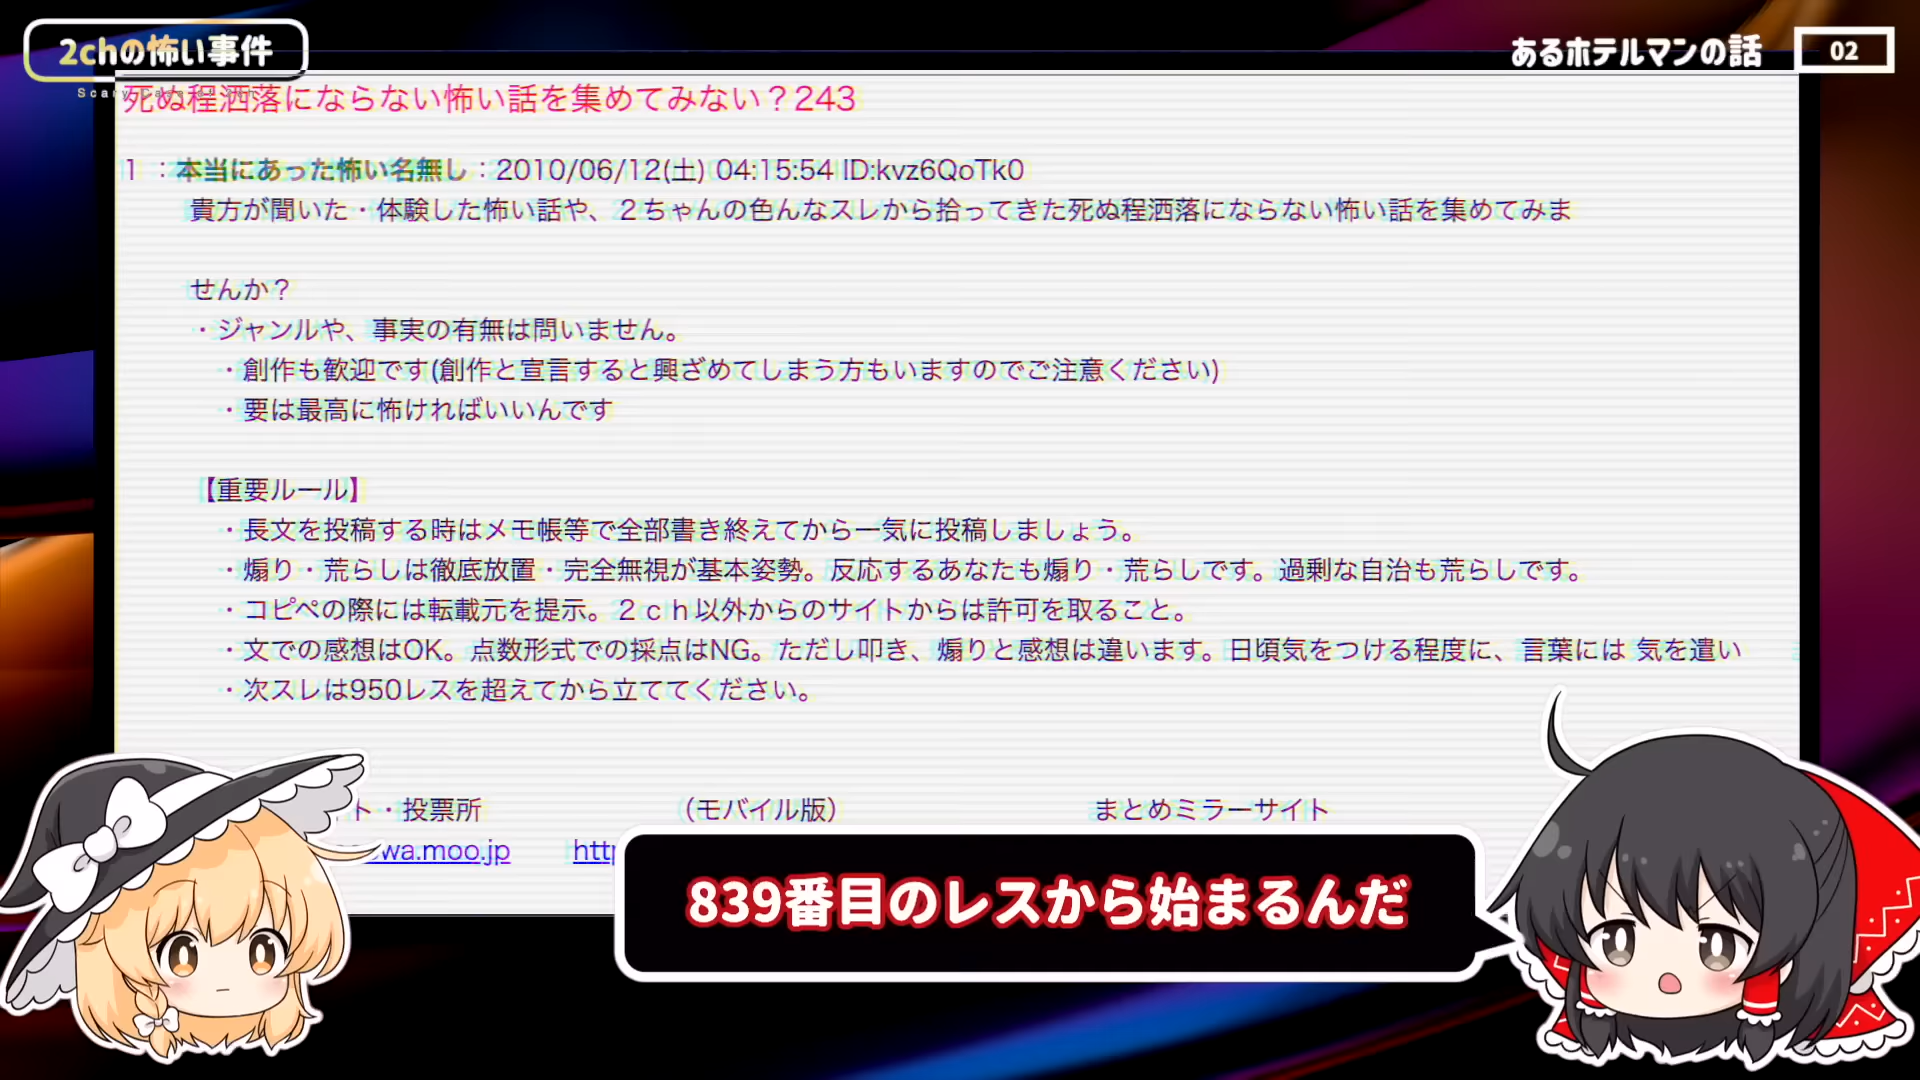 2chの怖い事件
あるホテルマンの話
02
死ぬ程洒落にならない怖い話を集めてみない？243
1 ：本当にあった怖い名無し：2010/06/12(土) 04:15:54 ID:kvz6QoTk0
貴方が聞いた・体験した怖い話や、２ちゃんの色んなスレから拾ってきた死ぬ程洒落にならない怖い話を集めてみま
せんか？
・ジャンルや、事実の有無は問いません。
・創作も歓迎です(創作と宣言すると興ざめてしまう方もいますのでご注意ください)
・要は最高に怖ければいいんです
【重要ルール】
・長文を投稿する時はメモ帳等で全部書き終えてから一気に投稿しましょう。
・煽り・荒らしは徹底放置・完全無視が基本姿勢。反応するあなたも煽り・荒らしです。過剰な自治も荒らしです。
・コピペの際には転載元を提示。２ｃｈ以外からのサイトからは許可を取ること。
・文での感想はOK。点数形式での採点はNG。ただし叩き、煽りと感想は違います。日頃気をつける程度に、言葉には 気を遣い
・次スレは950レスを超えてから立ててください。
ト・投票所 （モバイル版） まとめミラーサイト
wa.moo.jp http
839番目のレスから始まるんだ